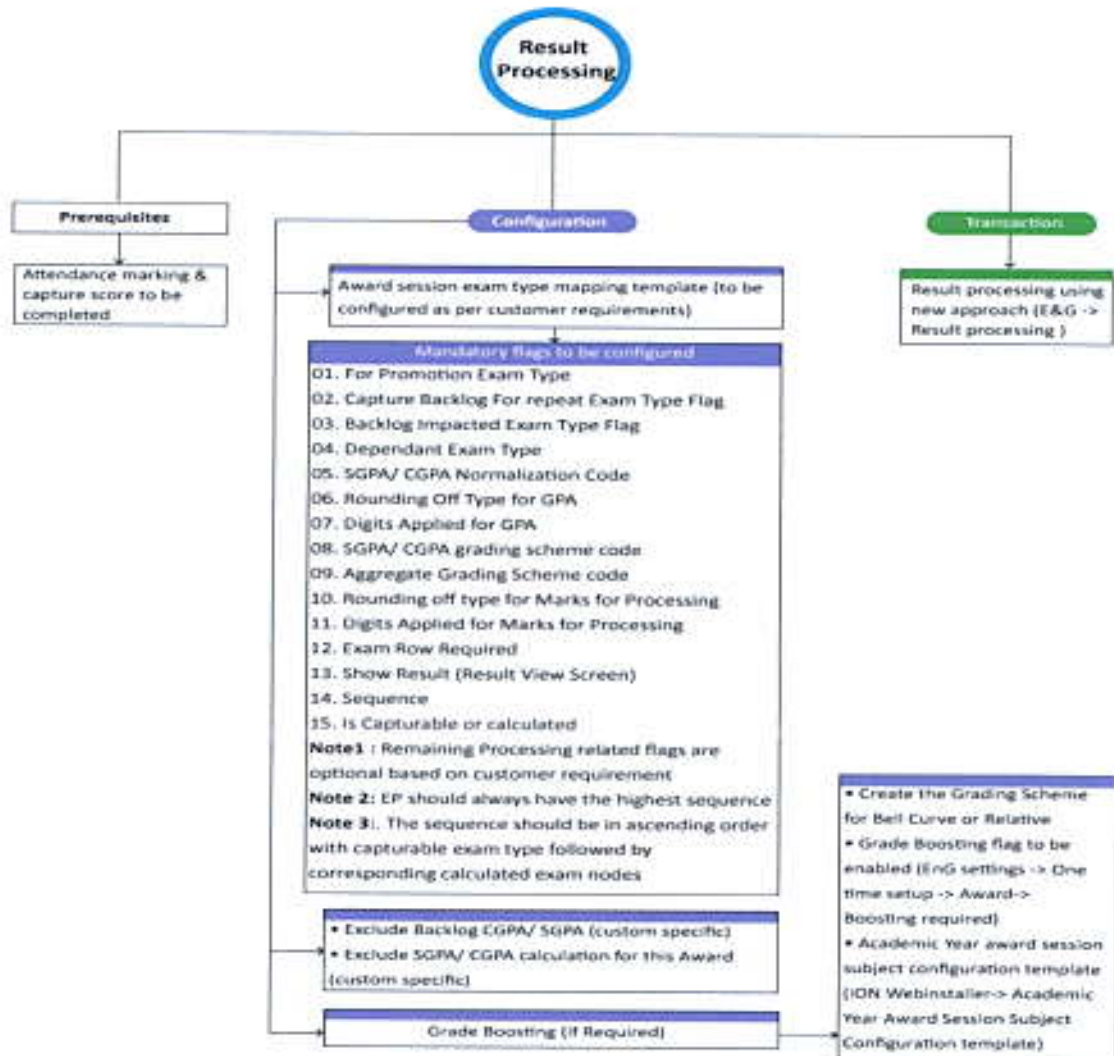 Result
Processing
Prerequisites
Attendance marking &
capture score to be
completed
Configuration
Award session exam type mapping template (to be
configured as per customer requirements)
Mandatory flags to be configured
01. For Promotion Exam Type
02. Capture Backlog For repeat Exam Type Flag
03. Backlog Impacted Exam Type Flag
04. Dependant Exam Type
05. SGPA/ CGPA Normalization Code
06. Rounding Off Type for GPA
07. Digits Applied for GPA
08. SGPA/ CGPA grading scheme code
09. Aggregate Grading Scheme code
10. Rounding off type for Marks for Processing
11. Digits Applied for Marks for Processing
12. Exam Row Required
13. Show Result (Result View Screen)
14. Sequence
15. Is Capturable or calculated
Note1 : Remaining Processing related flags are
optional based on customer requirement
Note 2: EP should always have the highest sequence
Note 3:. The sequence should be in ascending order
with capturable exam type followed by
corresponding calculated exam nodes
• Exclude Backlog CGPA/ SGPA (custom specific)
• Exclude SGPA/ CGPA calculation for this Award
(custom specific)
Grade Boosting (If Required)
• Create the Grading Scheme
for Bell Curve or Relative
• Grade Boosting flag to be
enabled (EnG settings -> One
time setup -> Award->
Boosting required)
• Academic Year award session
subject configuration template
(iON Webinstaller-> Academic
Year Award Session Subject
Configuration template)
Transaction
Result processing using
new approach (E&G ->
Result processing )